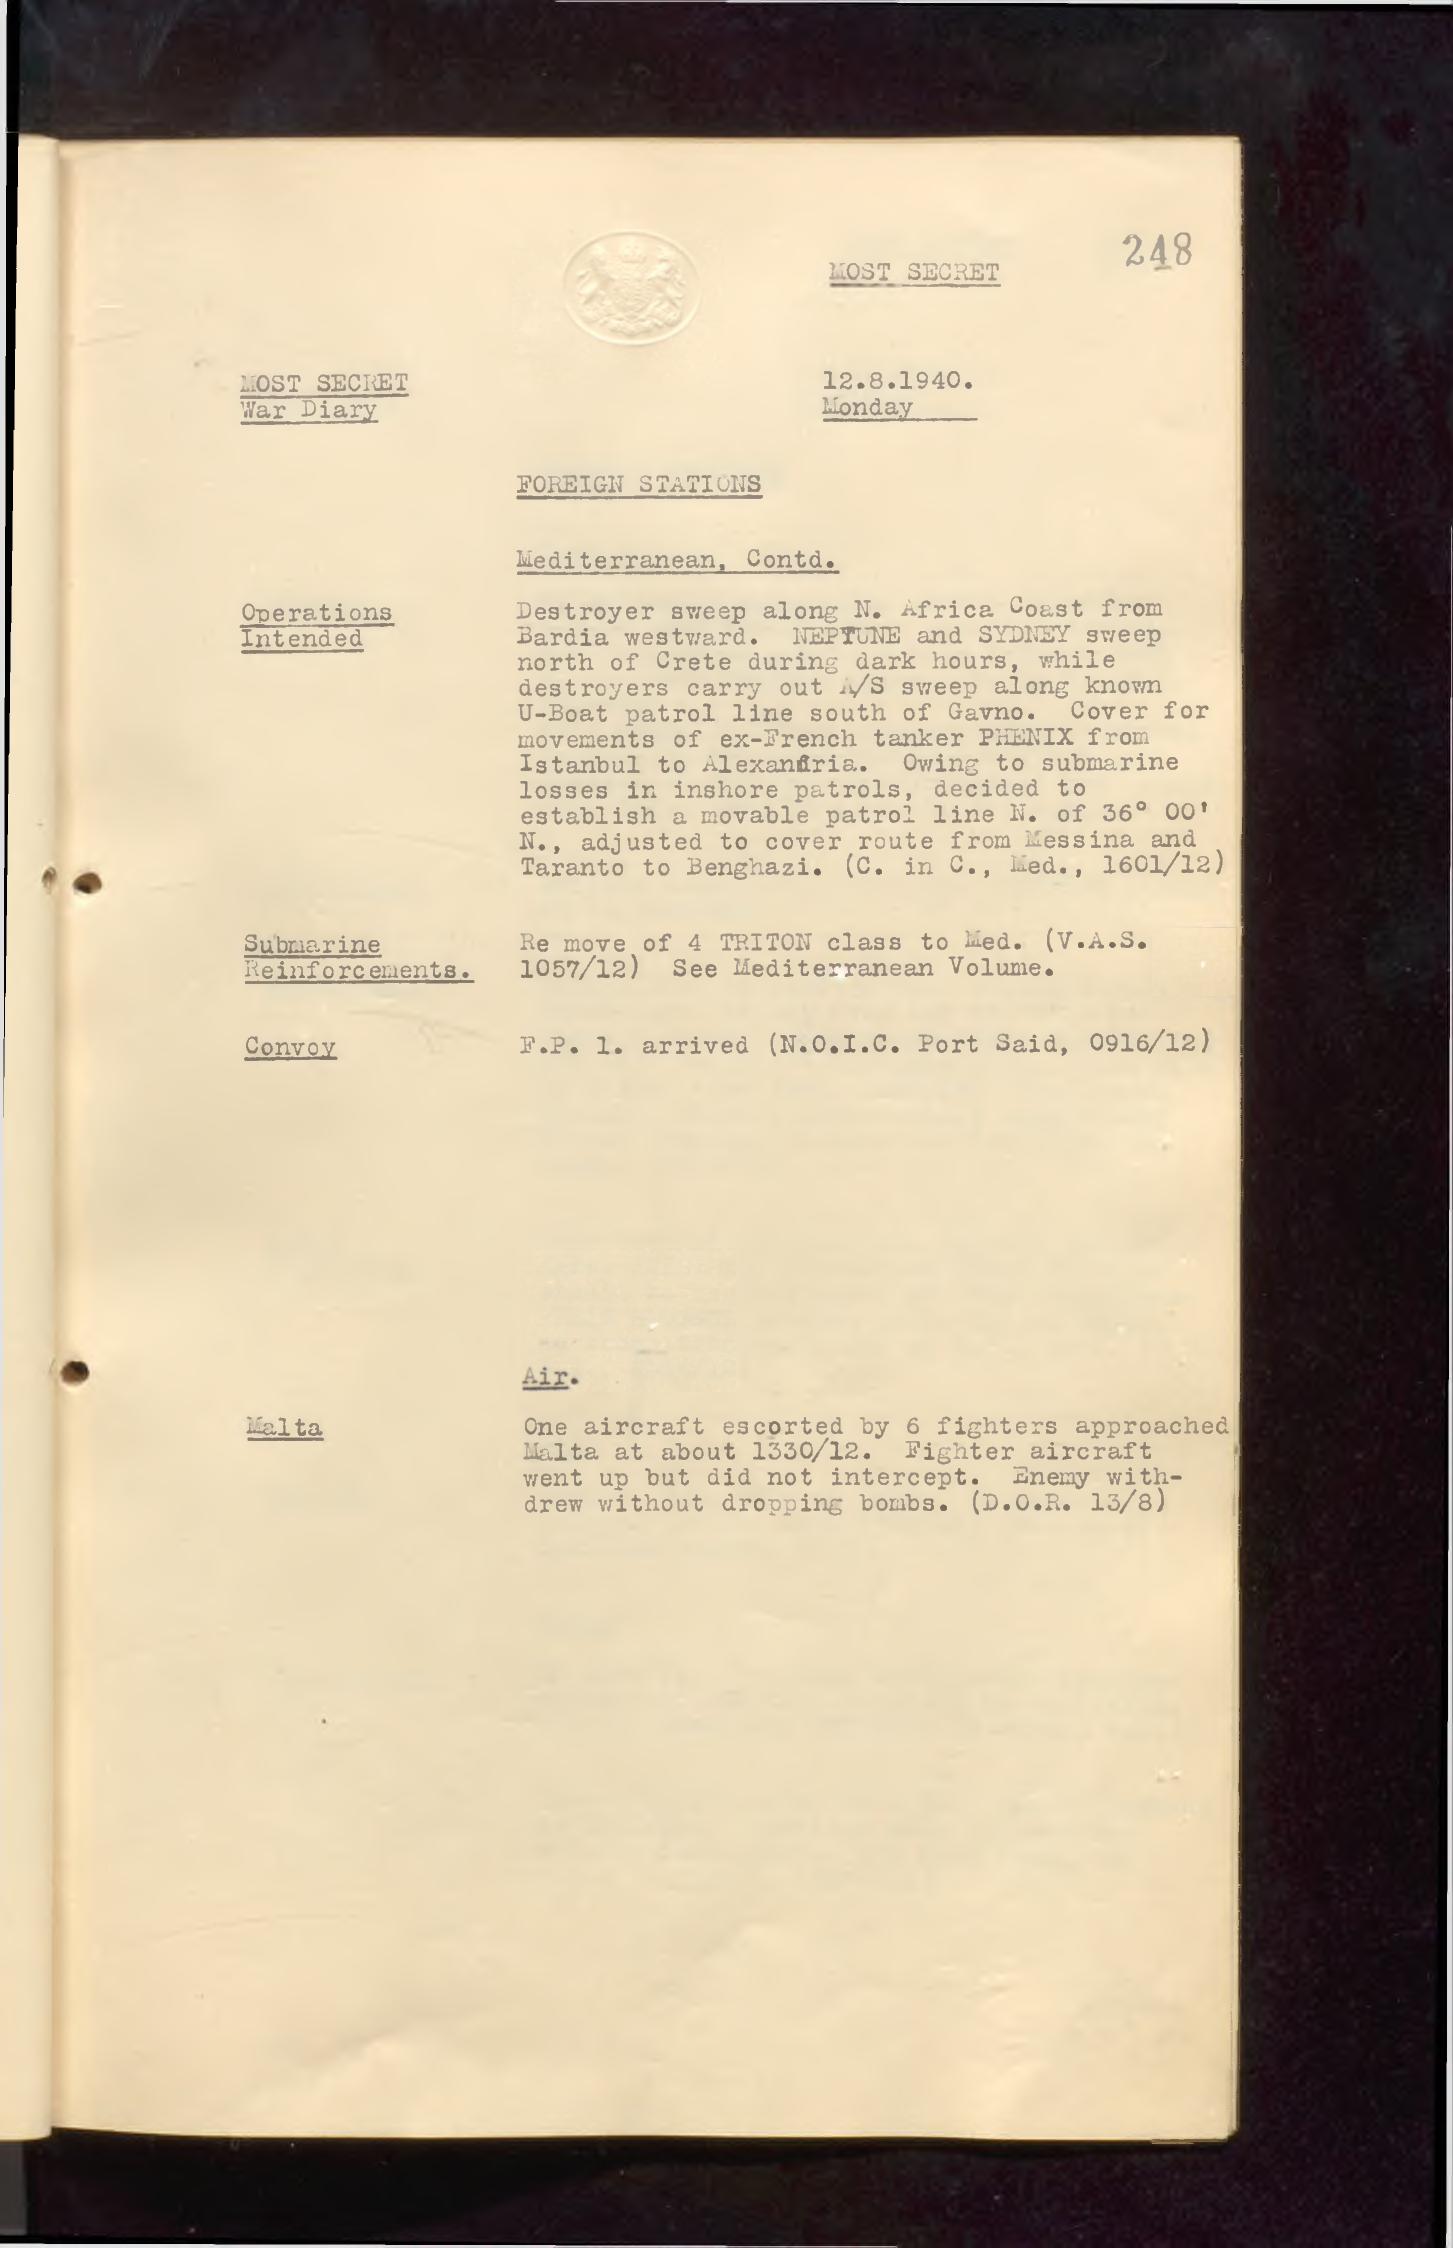 248
MOST SECRET
MOST SECRET
War Diary
12.8.1940.
Monday
FOREIGN STATIONS
Mediterranean, Contd.
Operations
Intended
Destroyer sweep along N. Africa Coast from
Bardia westward. NEPTUNE and SYDNEY sweep
north of Crete during dark hours, while
destroyers carry out A/S sweep along known
U-Boat patrol line south of Gavno. Cover for
movements of ex-French tanker PHENIX from
Istanbul to Alexandria. Owing to submarine
losses in inshore patrols, decided to
establish a movable patrol line N. of 36° 00'
N., adjusted to cover route from Messina and
Taranto to Benghazi. (C. in C., Med., 1601/12)
Submarine
Reinforcements.
Re move of 4 TRITON class to Med. (V.A.S.
1057/12) See Mediterranean Volume.
Convoy
F.P. 1. arrived (N.O.I.C. Port Said, 0916/12)
Air.
Malta
One aircraft escorted by 6 fighters approached
Malta at about 1330/12. Fighter aircraft
went up but did not intercept. Enemy with-
drew without dropping bombs. (D.O.R. 13/8)